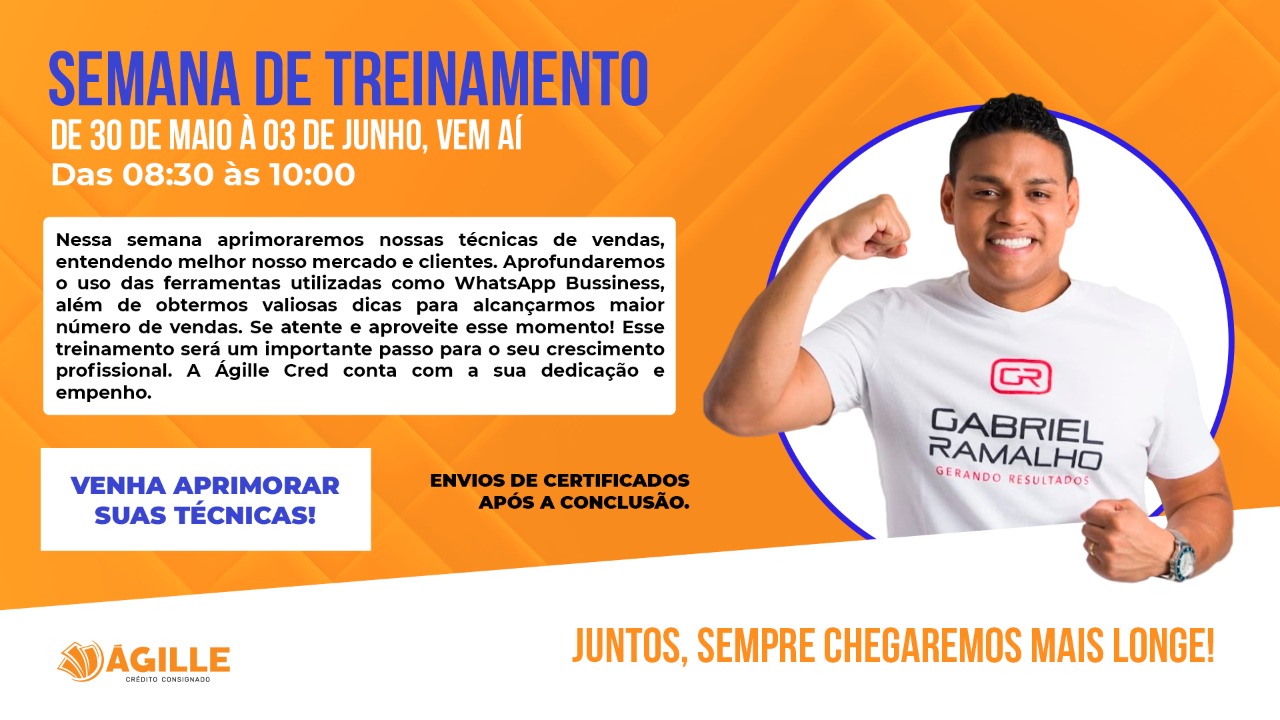 SEMANA DE TREINAMENTO
DE 30 DE MAIO À 03 DE JUNHO, VEM AÍ
Das 08:30 às 10:00
Nessa semana aprimoraremos nossas técnicas de vendas,
entendendo melhor nosso mercado e clientes. Aprofundaremos
o uso das ferramentas utilizadas como WhatsApp Bussiness,
além de obtermos valiosas dicas para alcançarmos maior
número de vendas. Se atente e aproveite esse momento! Esse
treinamento será um importante passo para o seu crescimento
profissional. A Ágille Cred conta com a sua dedicação e
empenho.
VENHA APRIMORAR
SUAS TÉCNICAS!
ENVIOS DE CERTIFICADOS
APÓS A CONCLUSÃO.
GR
GABRIEL
RAMALHO
GERANDO RESULTADOS
ÁGILLE
CRÉDITO CONSIGNADO
JUNTOS, SEMPRE CHEGAREMOS MAIS LONGE!